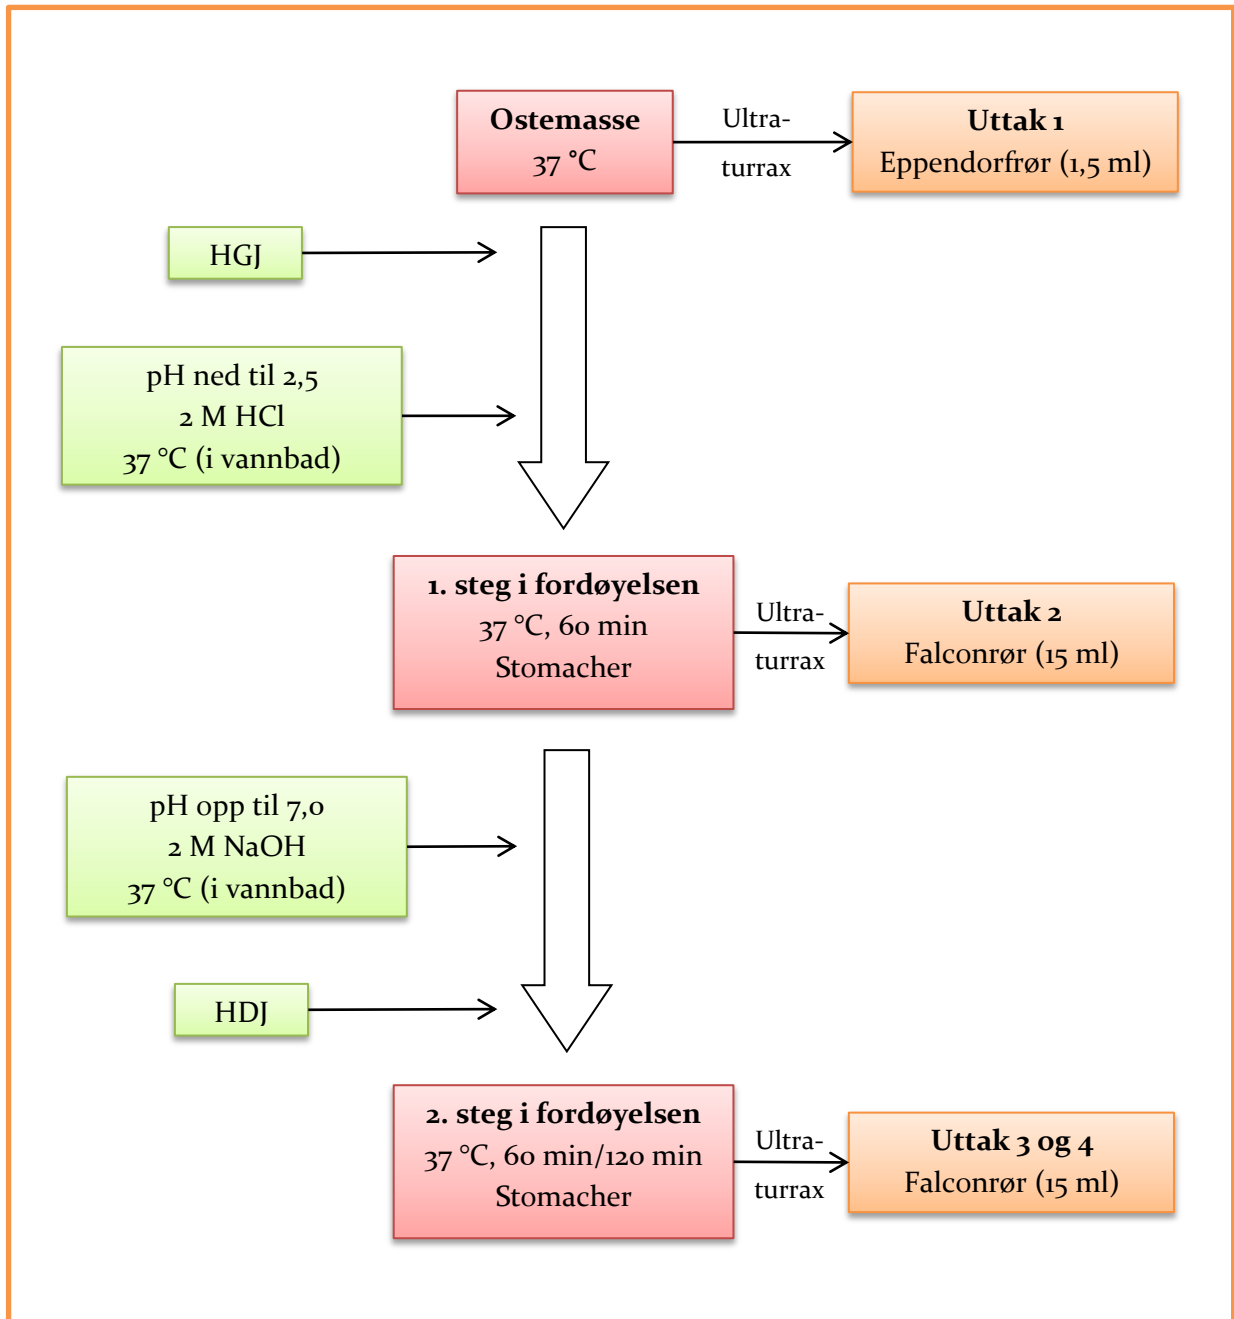 Ostemasse
37 °C
Ultra-
turrax
Uttak 1
Eppendorfrør (1,5 ml)
HGJ
pH ned til 2,5
2 M HCl
37 °C (i vannbad)
1. steg i fordøyelsen
37 °C, 60 min
Stomacher
Ultra-
turrax
Uttak 2
Falconrør (15 ml)
pH opp til 7,0
2 M NaOH
37 °C (i vannbad)
HDJ
2. steg i fordøyelsen
37 °C, 60 min/120 min
Stomacher
Ultra-
turrax
Uttak 3 og 4
Falconrør (15 ml)